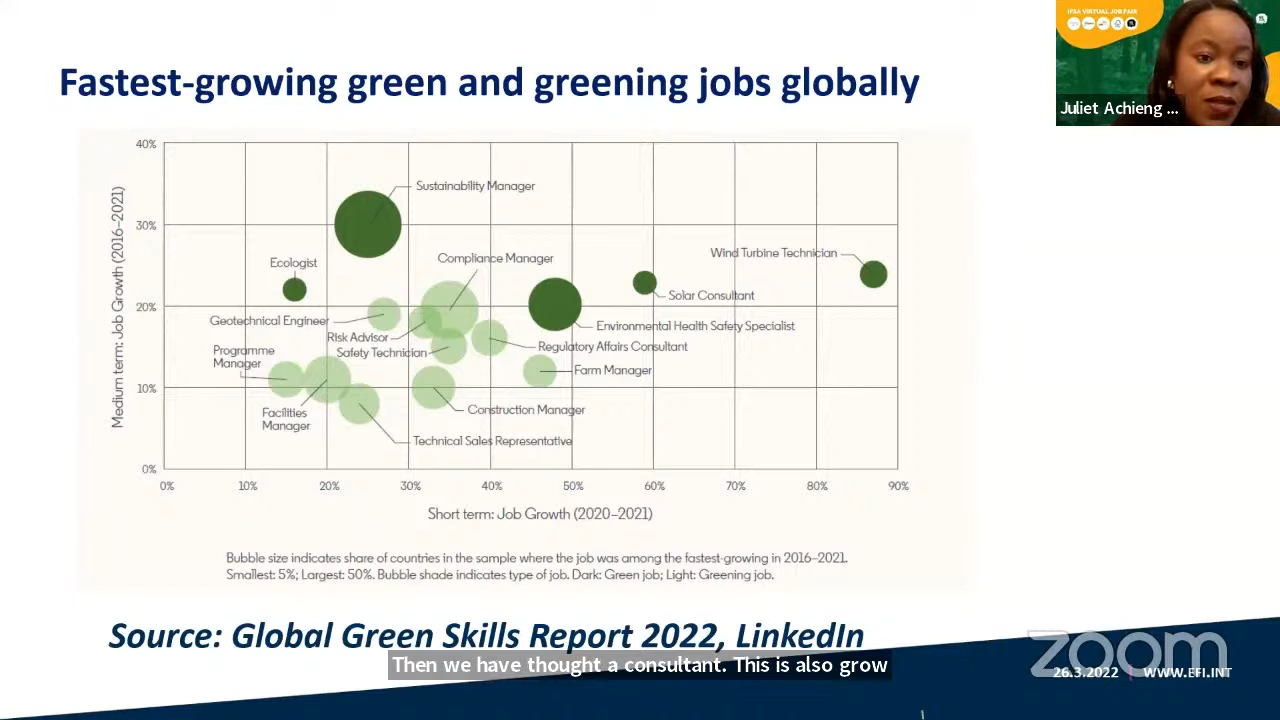 Fastest-growing green and greening jobs globally
IFSA VIRTUAL JOB FAIR
Juliet Achieng ...
Medium term: Job Growth (2016–2021)
40%
30%
20%
10%
0%
Sustainability Manager
Ecologist
Compliance Manager
Wind Turbine Technician
Solar Consultant
Geotechnical Engineer
Risk Advisor
Safety Technician
Environmental Health Safety Specialist
Regulatory Affairs Consultant
Programme
Manager
Farm Manager
Facilities
Manager
Construction Manager
Technical Sales Representative
0%
10%
20%
30%
40%
50%
60%
70%
80%
90%
Short term: Job Growth (2020–2021)
Bubble size indicates share of countries in the sample where the job was among the fastest-growing in 2016–2021.
Smallest: 5%; Largest: 50%. Bubble shade indicates type of job. Dark: Green job; Light: Greening job.
Source: Global Green Skills Report 2022, LinkedIn
Then we have thought a consultant. This is also grow
zoom
26.3.2022 | WWW.EFI.INT